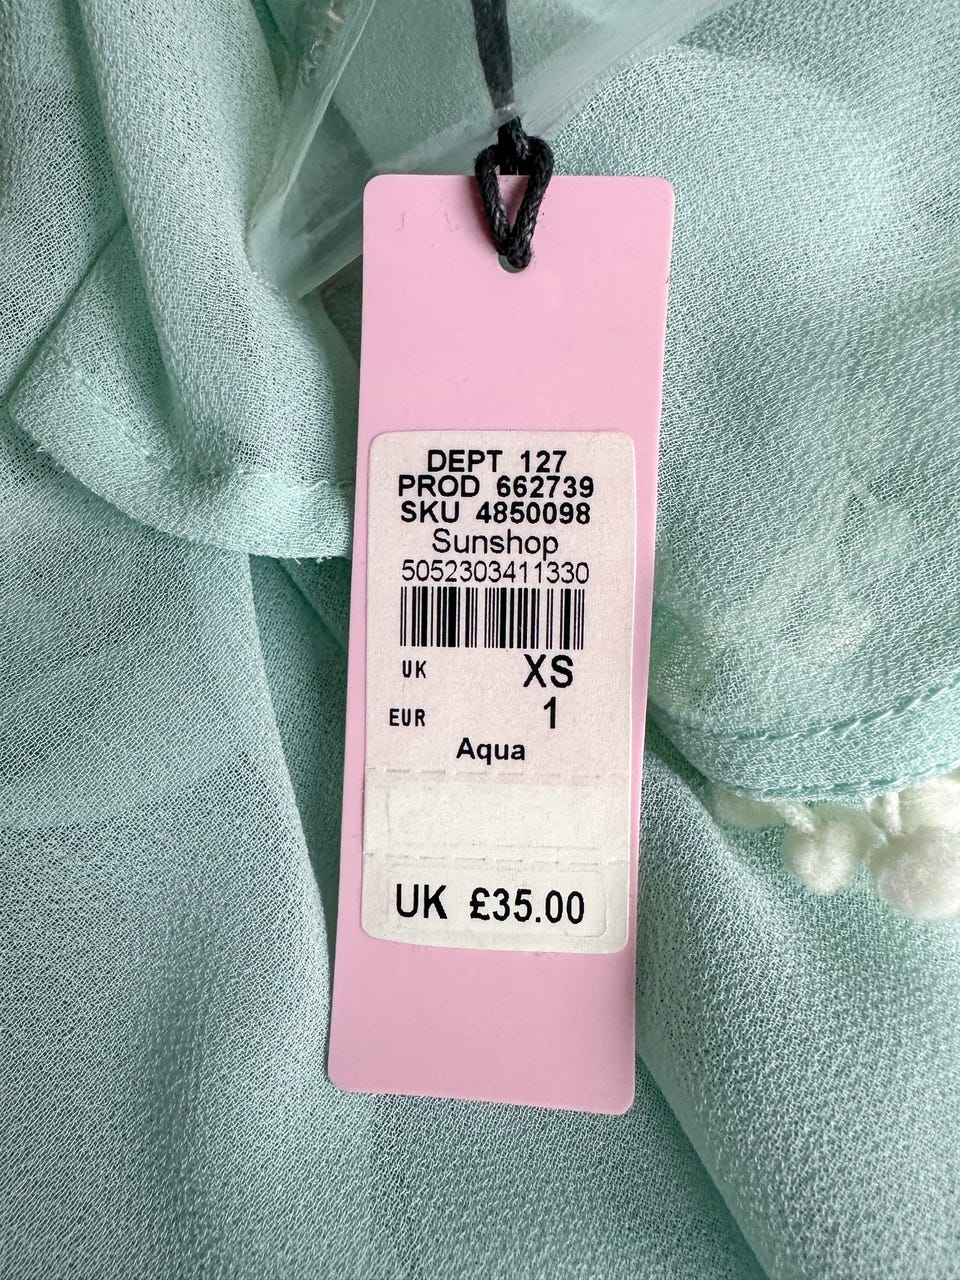 DEPT 127
PROD 662739
SKU 4850098
Sunshop
5052303411330
UK XS
EUR 1
Aqua
UK £35.00